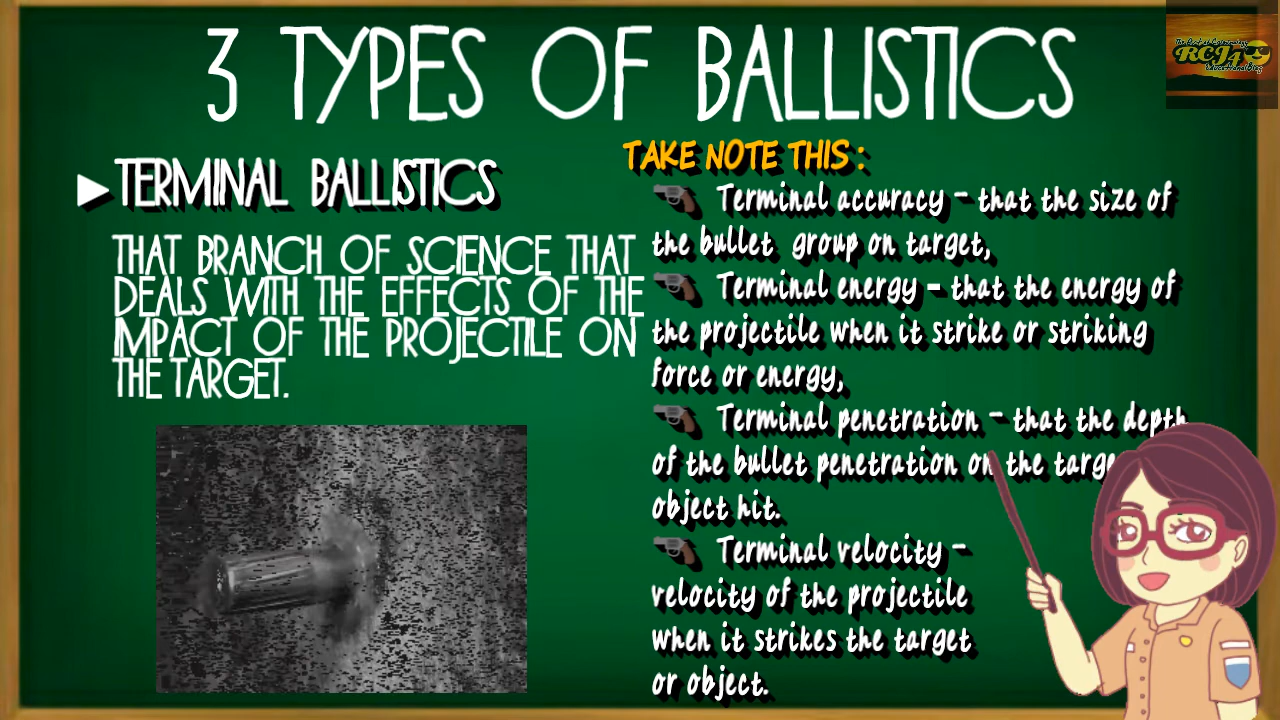 3 TYPES OF BALLISTICS
TERMINAL BALLISTICS
THAT BRANCH OF SCIENCE THAT
DEALS WITH THE EFFECTS OF THE
IMPACT OF THE PROJECTILE ON
THE TARGET.
TAKE NOTE THIS :
Terminal accuracy - that the size of
the bullet group on target,
Terminal energy - that the energy of
the projectile when it strike or striking
force or energy,
Terminal penetration - that the depth
of the bullet penetration on the
object hit.
Terminal velocity -
velocity of the projectile
when it strikes the target
or object.